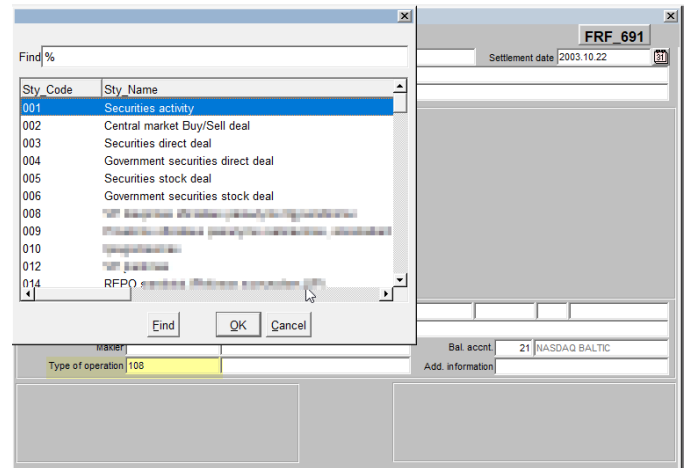 FRF_691
Find %
Settlement date 2003.10.22
31
Sty_Code Sty_Name
001 Securities activity
002 Central market Buy/Sell deal
003 Securities direct deal
004 Government securities direct deal
005 Securities stock deal
006 Government securities stock deal
008
009
010
012
014 REPO
Find OK Cancel
Makler
Bal. accnt. 21 NASDAQ BALTIC
Type of operation 108
Add. information